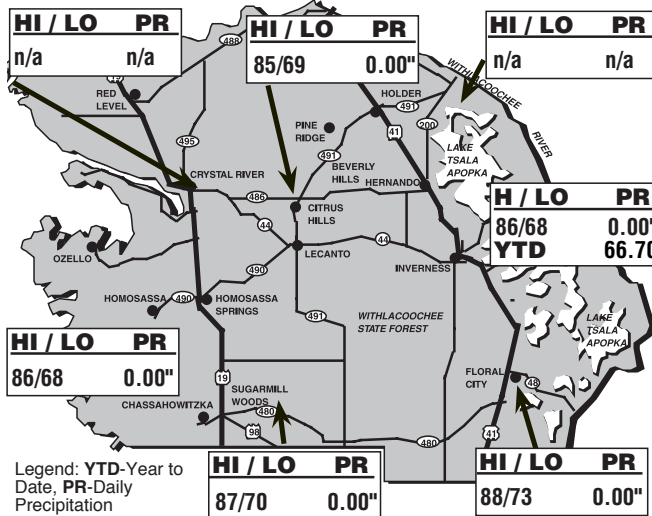 HI / LO PR
n/a n/a
HI / LO PR
85/69 0.00"
HI / LO PR
n/a n/a
488
19
RED
LEVEL
WITHLACOOCHEE
RIVER
HOLDER
491
PINE
RIDGE
41
200
495
LAKE
TSALA
APOPKA
491
BEVERLY
HILLS
CRYSTAL RIVER
HERNANDO
486
H / LO PR
86/68 0.00"
YTD 66.70
CITRUS
HILLS
44
44
OZELLO
LECANTO
INVERNESS
490
HOMOSASSA
490
HOMOSASSA
SPRINGS
491
WITHLACOOCHEE
STATE FOREST
LAKE
TSALA
APOPKA
HI / LO PR
86/68 0.00"
19
SUGARMILL
WOODS
FLORAL
CITY
48
CHASSAHOWITZKA
480
98
480
41
Legend: YTD-Year to
Date, PR-Daily
Precipitation
HI / LO PR
87/70 0.00"
HI / LO PR
88/73 0.00"